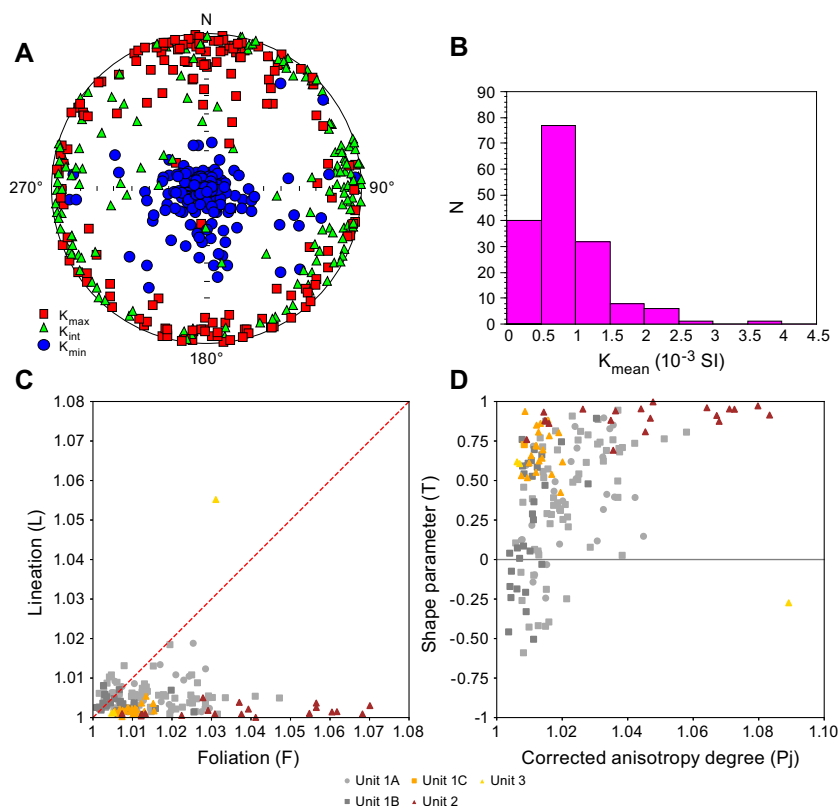 A
N
270°
90°
180°
Kmax
Kint
Kmin
B
90
80
70
60
50
40
30
20
10
0
N
0
0.5
1
1.5
2
2.5
3
3.5
4
4.5
Kmean (10-3 SI)
C
1.08
1.07
1.06
1.05
1.04
1.03
1.02
1.01
1
Lineation (L)
1
1.01
1.02
1.03
1.04
1.05
1.06
1.07
1.08
Foliation (F)
D
1
0.75
0.50
0.25
0
-0.25
-0.50
-0.75
-1
Shape parameter (T)
1
1.02
1.04
1.06
1.08
1.10
Corrected anisotropy degree (Pj)
Unit 1A
Unit 1C
Unit 3
Unit 1B
Unit 2